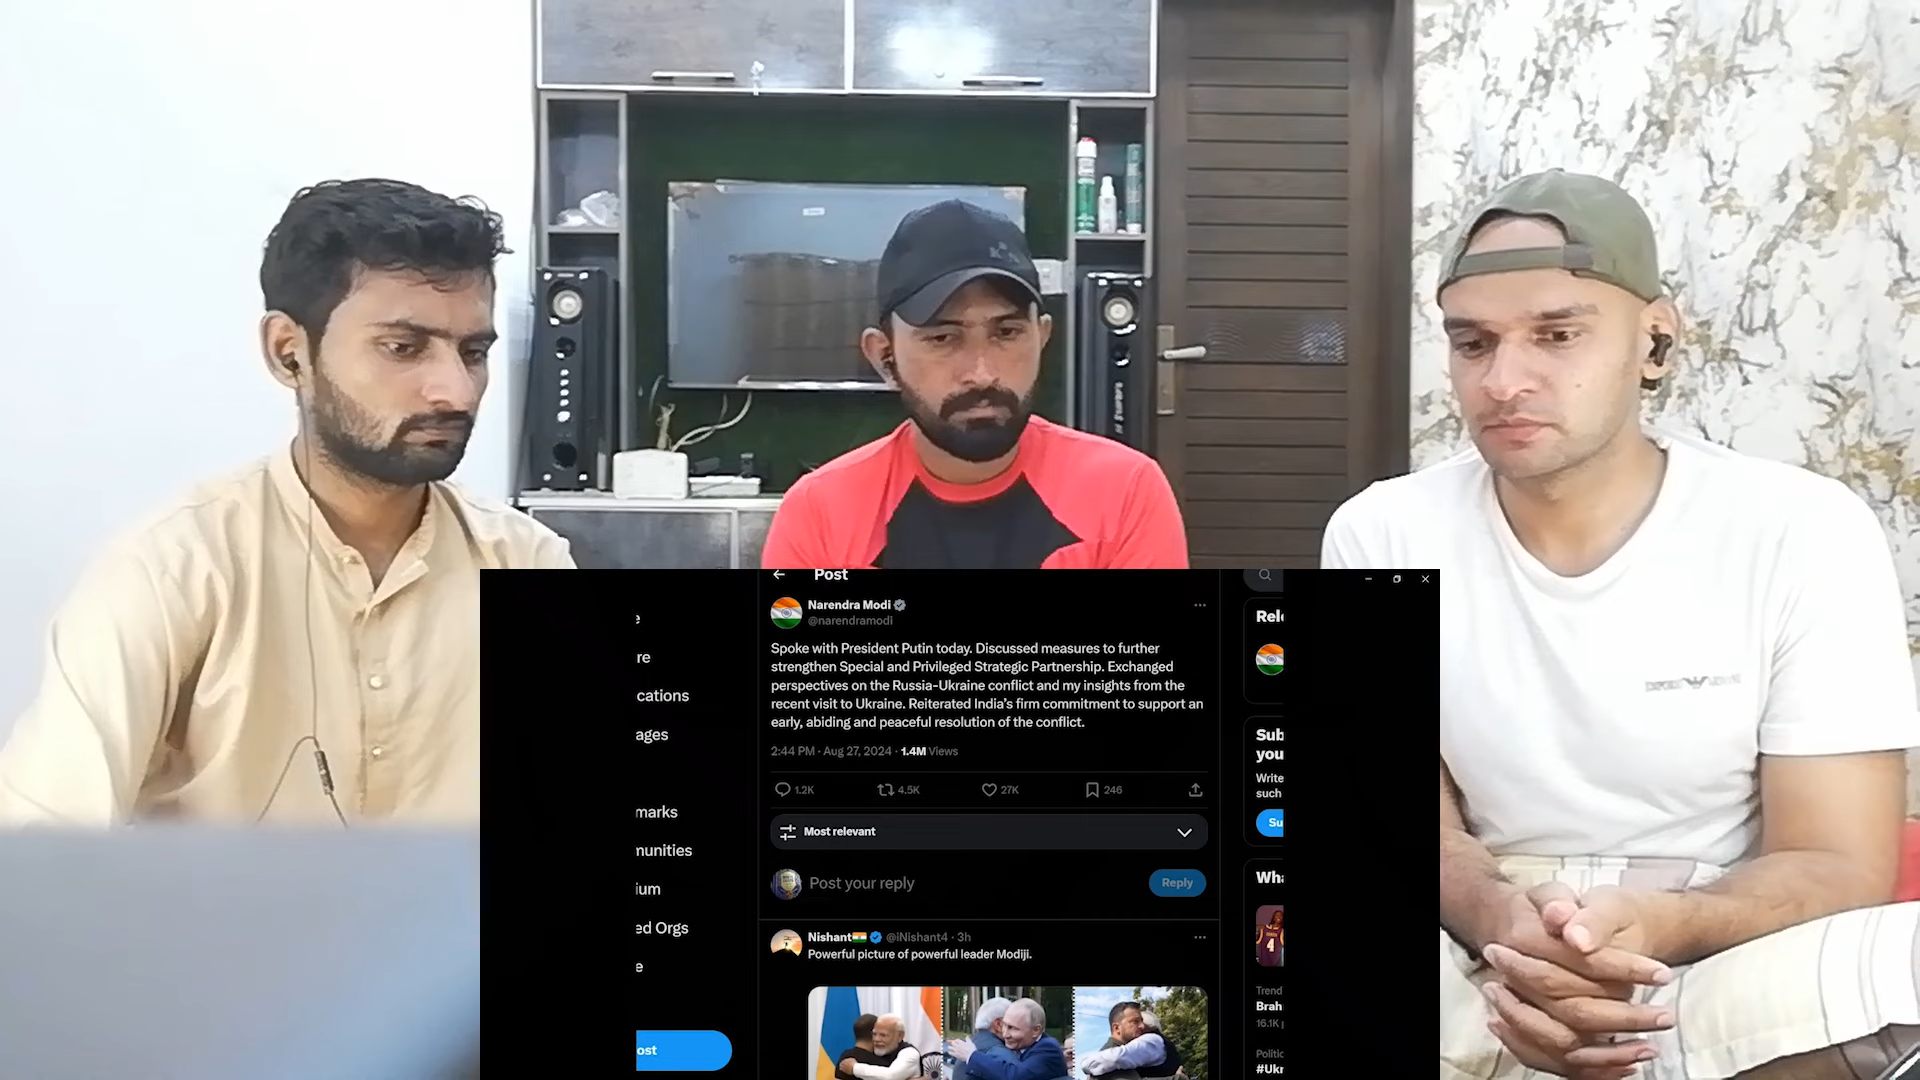 Post
Narendra Modi
@narendramodi
Spoke with President Putin today. Discussed measures to further
strengthen Special and Privileged Strategic Partnership. Exchanged
perspectives on the Russia-Ukraine conflict and my insights from the
recent visit to Ukraine. Reiterated India's firm commitment to support an
early, abiding and peaceful resolution of the conflict.
2:44 PM · Aug 27, 2024 · 1.4M Views
1.2K 4.5K 27K 246
Most relevant
Post your reply
Reply
Nishant @iNishant4 · 3h
Powerful picture of powerful leader Modiji.
e
re
cations
ages
marks
munities
ium
ed Orgs
e
ost
Rele
Sub
you
Write
such
Su
Wha
4
Trend
Brah
16.1K
Politic
#Ukr